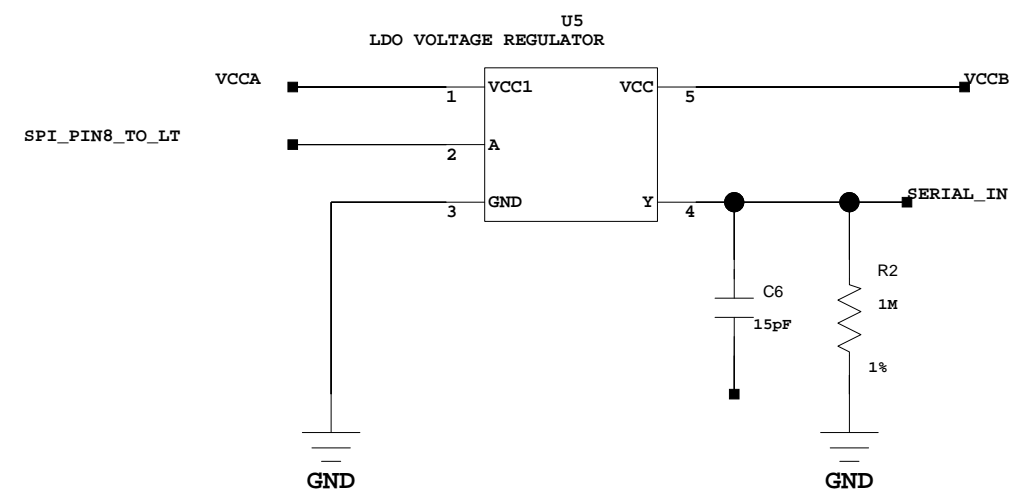 U5
LDO VOLTAGE REGULATOR
VCCA
VCC1
VCC
VCCB
1
5
SPI_PIN8_TO_LT
A
2
GND
Y
SERIAL_IN
3
4
R2
C6
1M
15pF
1%
GND
GND